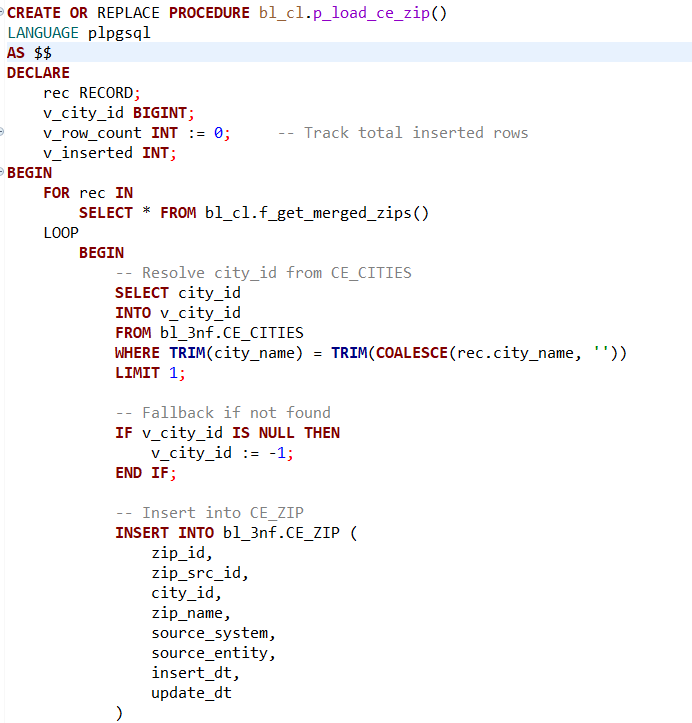 CREATE OR REPLACE PROCEDURE bl_cl.p_load_ce_zip()
LANGUAGE plpgsql
AS $$
DECLARE
    rec RECORD;
    v_city_id BIGINT;
    v_row_count INT := 0;     -- Track total inserted rows
    v_inserted INT;
BEGIN
    FOR rec IN
        SELECT * FROM bl_cl.f_get_merged_zips()
    LOOP
        BEGIN
            -- Resolve city_id from CE_CITIES
            SELECT city_id
            INTO v_city_id
            FROM bl_3nf.CE_CITIES
            WHERE TRIM(city_name) = TRIM(COALESCE(rec.city_name, ''))
            LIMIT 1;

            -- Fallback if not found
            IF v_city_id IS NULL THEN
                v_city_id := -1;
            END IF;

            -- Insert into CE_ZIP
            INSERT INTO bl_3nf.CE_ZIP (
                zip_id,
                zip_src_id,
                city_id,
                zip_name,
                source_system,
                source_entity,
                insert_dt,
                update_dt
            )